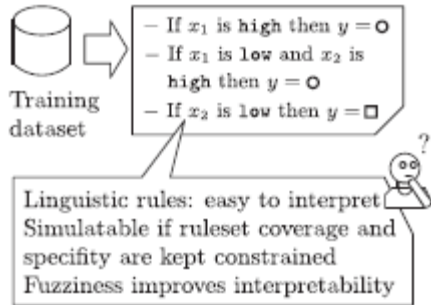 – If x₁ is high then y = ○
– If x₁ is low and x₂ is
high then y = ○
– If x₂ is low then y = □
Training
dataset
?
Linguistic rules: easy to interpret
Simulatable if ruleset coverage and
specifity are kept constrained
Fuzziness improves interpretability